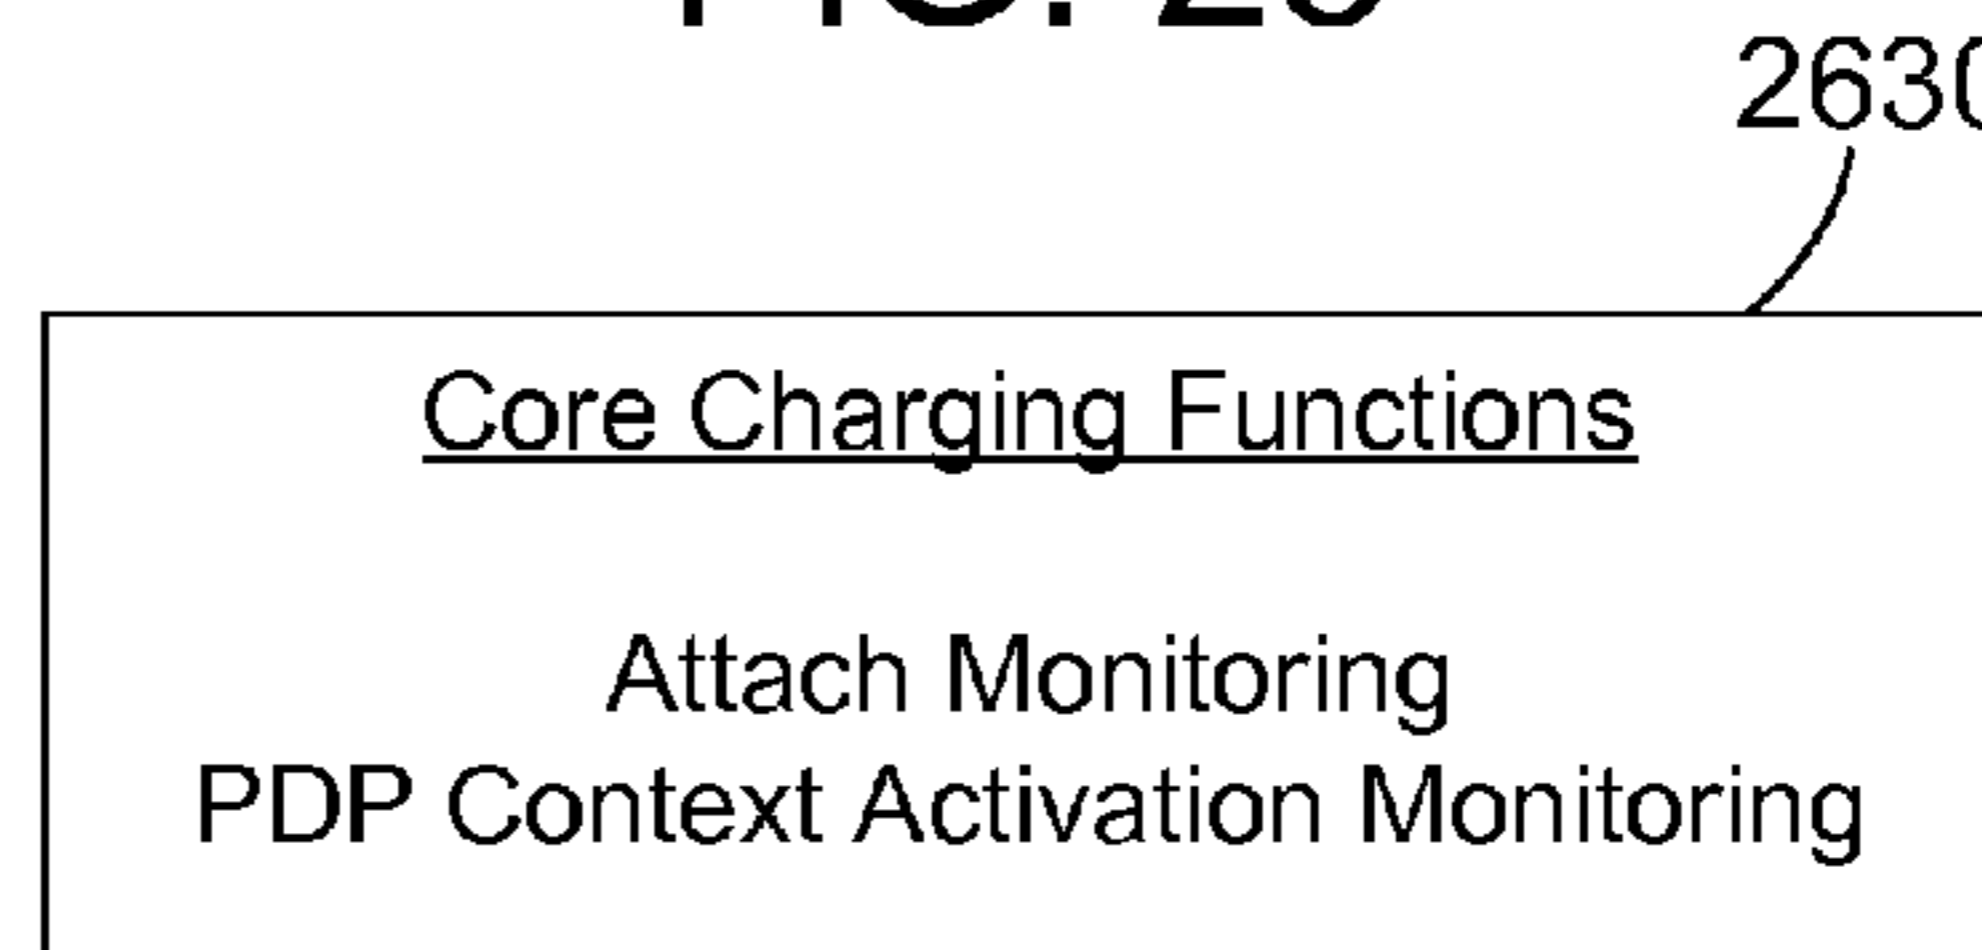 2630
Core Charging Functions
Attach Monitoring
PDP Context Activation Monitoring